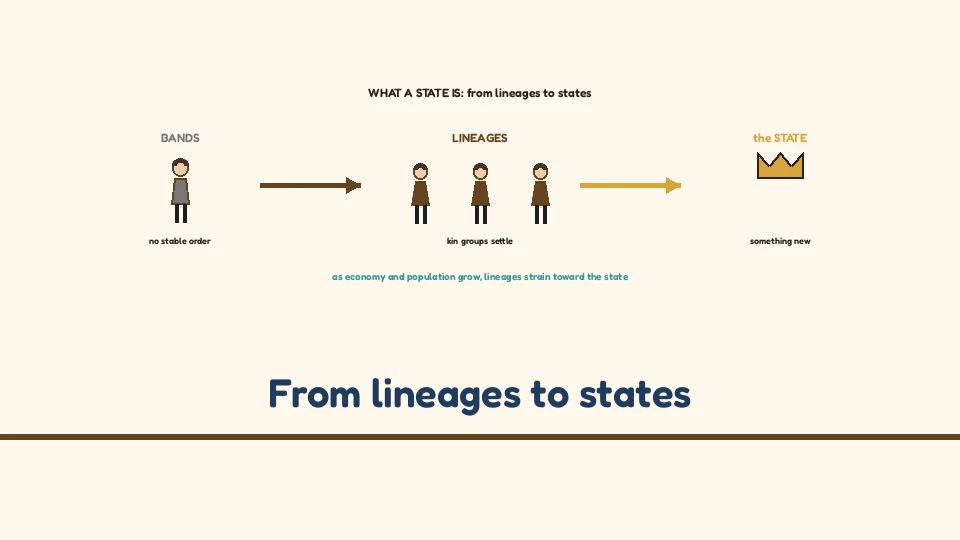 WHAT A STATE IS: from lineages to states
BANDS
LINEAGES
the STATE
no stable order
kin groups settle
something new
as economy and population grow, lineages strain toward the state
From lineages to states